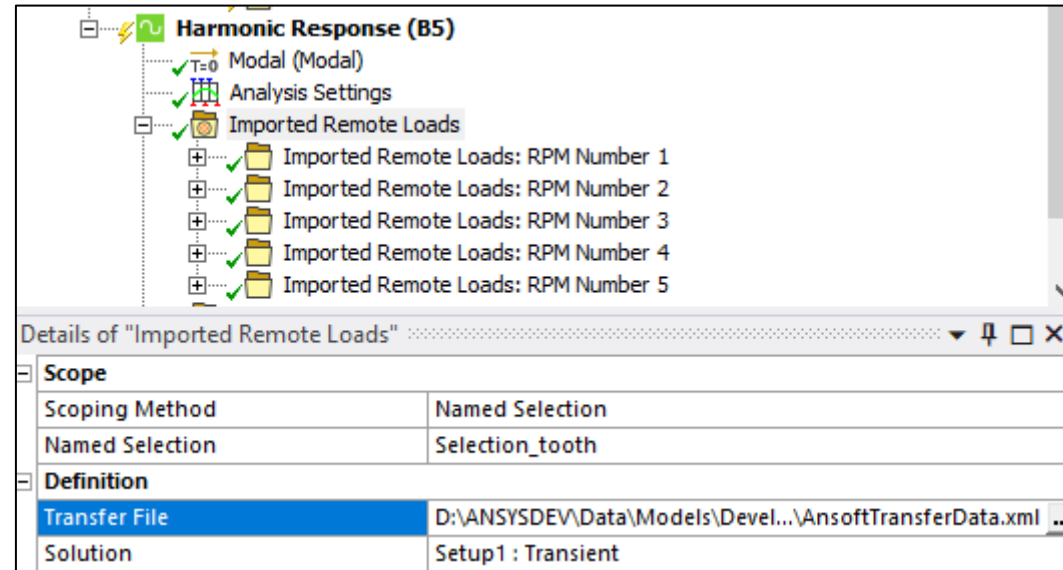 Harmonic Response (B5)
T=0 Modal (Modal)
Analysis Settings
Imported Remote Loads
Imported Remote Loads: RPM Number 1
Imported Remote Loads: RPM Number 2
Imported Remote Loads: RPM Number 3
Imported Remote Loads: RPM Number 4
Imported Remote Loads: RPM Number 5
Details of "Imported Remote Loads"
Scope
Scoping Method Named Selection
Named Selection Selection_tooth
Definition
Transfer File D:\ANSYSDEV\Data\Models\Devel...\AnsoftTransferData.xml ...
Solution Setup1 : Transient